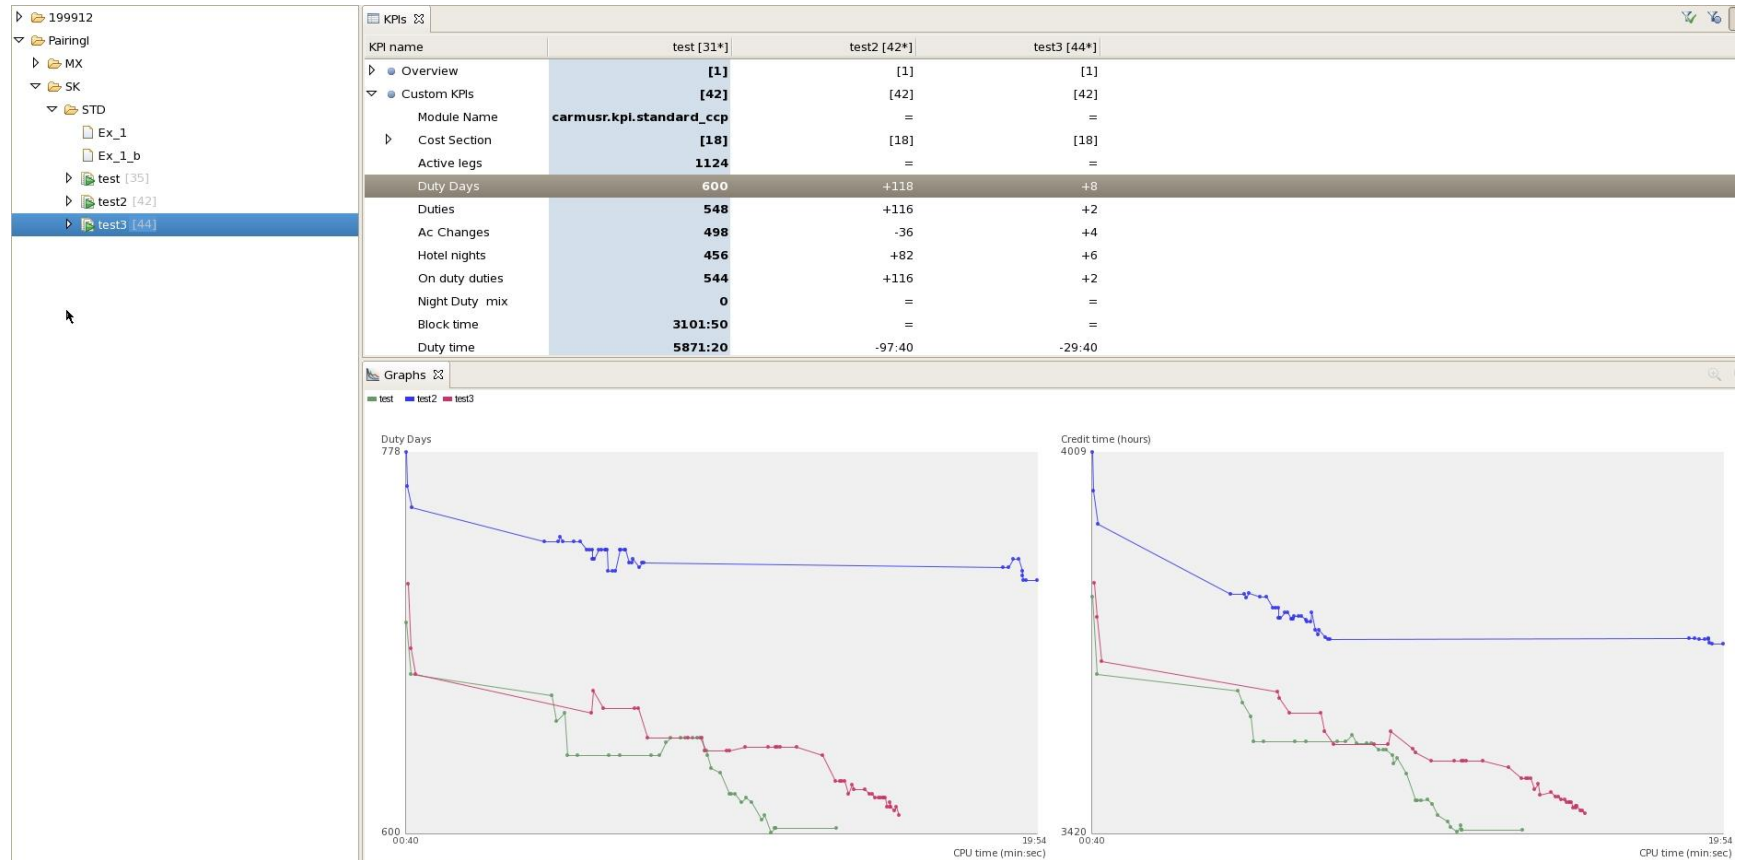 199912
PairingI
MX
SK
STD
Ex_1
Ex_1_b
test [35]
test2 [42]
test3 [44]
KPIs
KPI name test [31*] test2 [42*] test3 [44*]
Overview [1] [1] [1]
Custom KPIs [42] [42] [42]
Module Name carmusr.kpi.standard_ccp = =
Cost Section [18] [18] [18]
Active legs 1124 = =
Duty Days 600 +118 +8
Duties 548 +116 +2
Ac Changes 498 -36 +4
Hotel nights 456 +82 +6
On duty duties 544 +116 +2
Night Duty mix 0 = =
Block time 3101:50 = =
Duty time 5871:20 -97:40 -29:40
Graphs
test test2 test3
Duty Days
778
600
00:40 19:54
CPU time (min:sec)
Credit time (hours)
4009
3420
00:40 19:54
CPU time (min:sec)